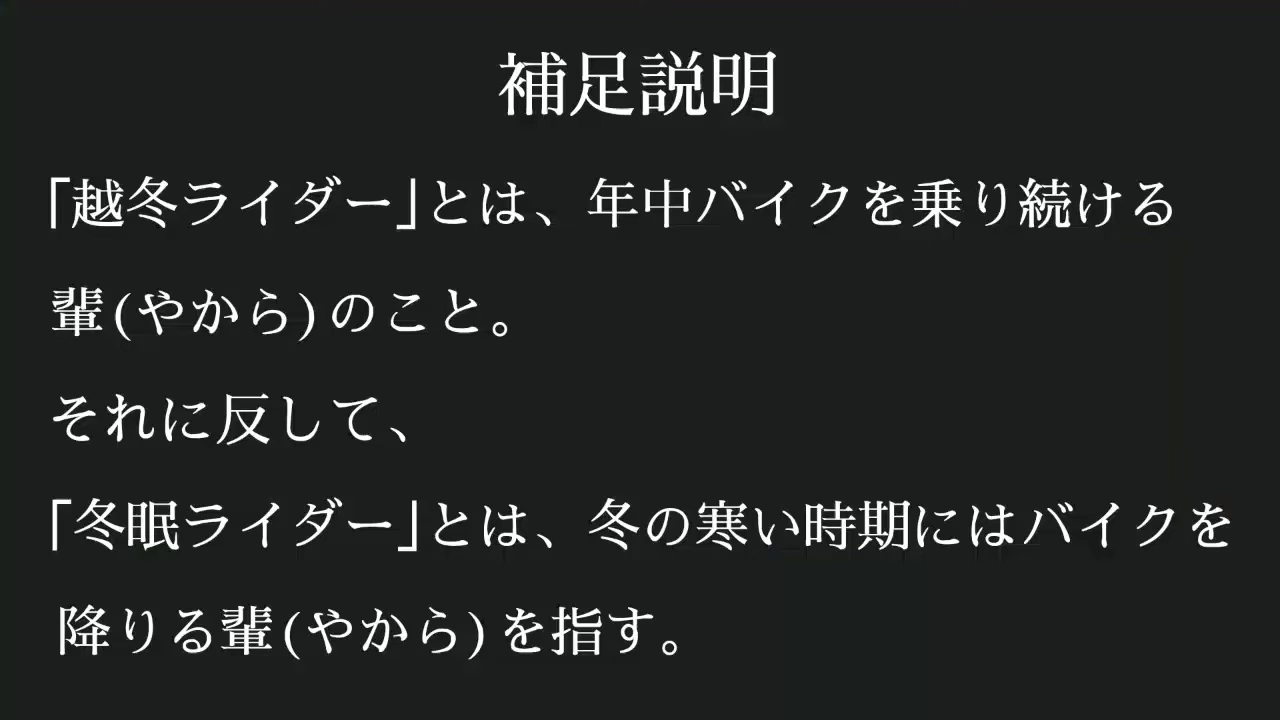 補足説明
「越冬ライダー」とは、年中バイクを乗り続ける
輩(やから)のこと。
それに反して、
「冬眠ライダー」とは、冬の寒い時期にはバイクを
降りる輩(やから)を指す。